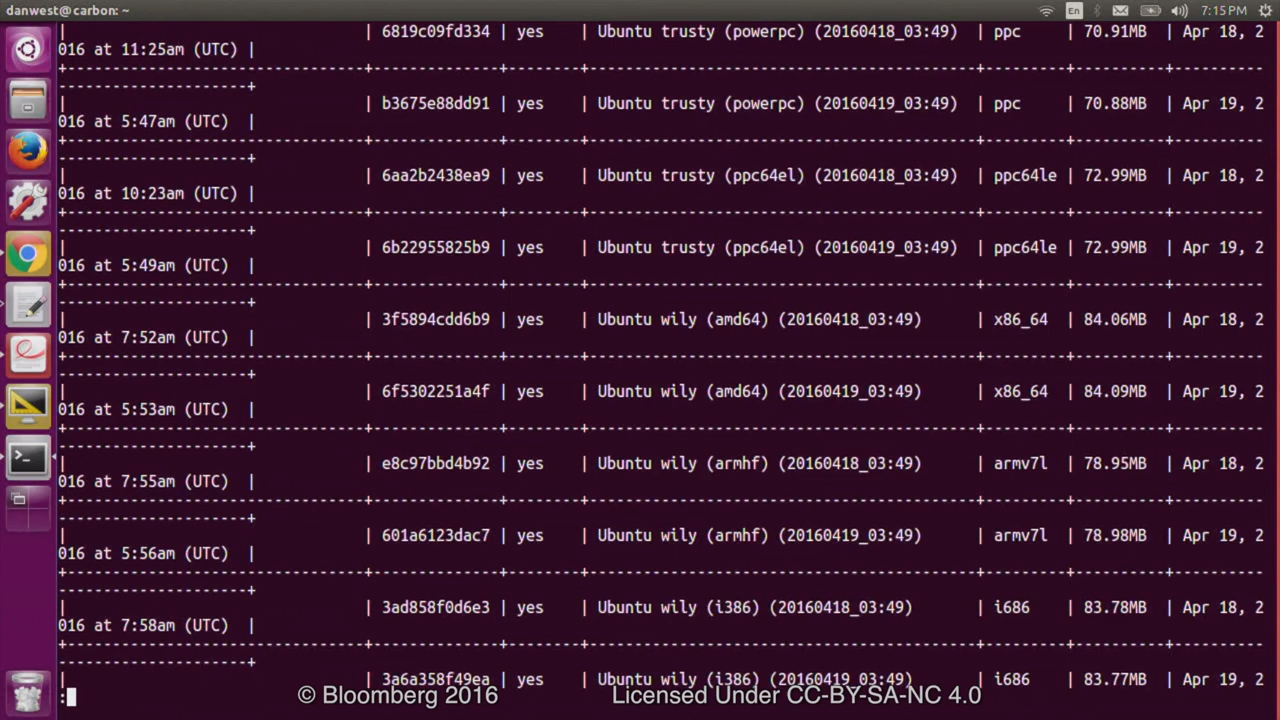 danwest@carbon: ~ En 7:15 PM
| | 6819c09fd334 | yes | Ubuntu trusty (powerpc) (20160418_03:49) | ppc | 70.91MB | Apr 18, 2
016 at 11:25am (UTC) |
+----------------------------------+--------------+--------+----------------------------------------------------+---------+----------+----------
---------------------+
| | b3675e88dd91 | yes | Ubuntu trusty (powerpc) (20160419_03:49) | ppc | 70.88MB | Apr 19, 2
016 at 5:47am (UTC) |
+----------------------------------+--------------+--------+----------------------------------------------------+---------+----------+----------
---------------------+
| | 6aa2b2438ea9 | yes | Ubuntu trusty (ppc64el) (20160418_03:49) | ppc64le | 72.99MB | Apr 18, 2
016 at 10:23am (UTC) |
+----------------------------------+--------------+--------+----------------------------------------------------+---------+----------+----------
---------------------+
| | 6b22955825b9 | yes | Ubuntu trusty (ppc64el) (20160419_03:49) | ppc64le | 72.99MB | Apr 19, 2
016 at 5:49am (UTC) |
+----------------------------------+--------------+--------+----------------------------------------------------+---------+----------+----------
---------------------+
| | 3f5894cdd6b9 | yes | Ubuntu wily (amd64) (20160418_03:49) | x86_64 | 84.06MB | Apr 18, 2
016 at 7:52am (UTC) |
+----------------------------------+--------------+--------+----------------------------------------------------+---------+----------+----------
---------------------+
| | 6f5302251a4f | yes | Ubuntu wily (amd64) (20160419_03:49) | x86_64 | 84.09MB | Apr 19, 2
016 at 5:53am (UTC) |
+----------------------------------+--------------+--------+----------------------------------------------------+---------+----------+----------
---------------------+
| | e8c97bbd4b92 | yes | Ubuntu wily (armhf) (20160418_03:49) | armv7l | 78.95MB | Apr 18, 2
016 at 7:55am (UTC) |
+----------------------------------+--------------+--------+----------------------------------------------------+---------+----------+----------
---------------------+
| | 601a6123dac7 | yes | Ubuntu wily (armhf) (20160419_03:49) | armv7l | 78.98MB | Apr 19, 2
016 at 5:56am (UTC) |
+----------------------------------+--------------+--------+----------------------------------------------------+---------+----------+----------
---------------------+
| | 3ad858f0d6e3 | yes | Ubuntu wily (i386) (20160418_03:49) | i686 | 83.78MB | Apr 18, 2
016 at 7:58am (UTC) |
+----------------------------------+--------------+--------+----------------------------------------------------+---------+----------+----------
---------------------+
| | 3a6a358f49ea | yes | Ubuntu wily (i386) (20160419_03:49) | i686 | 83.77MB | Apr 19, 2
:
© Bloomberg 2016 Licensed Under CC-BY-SA-NC 4.0